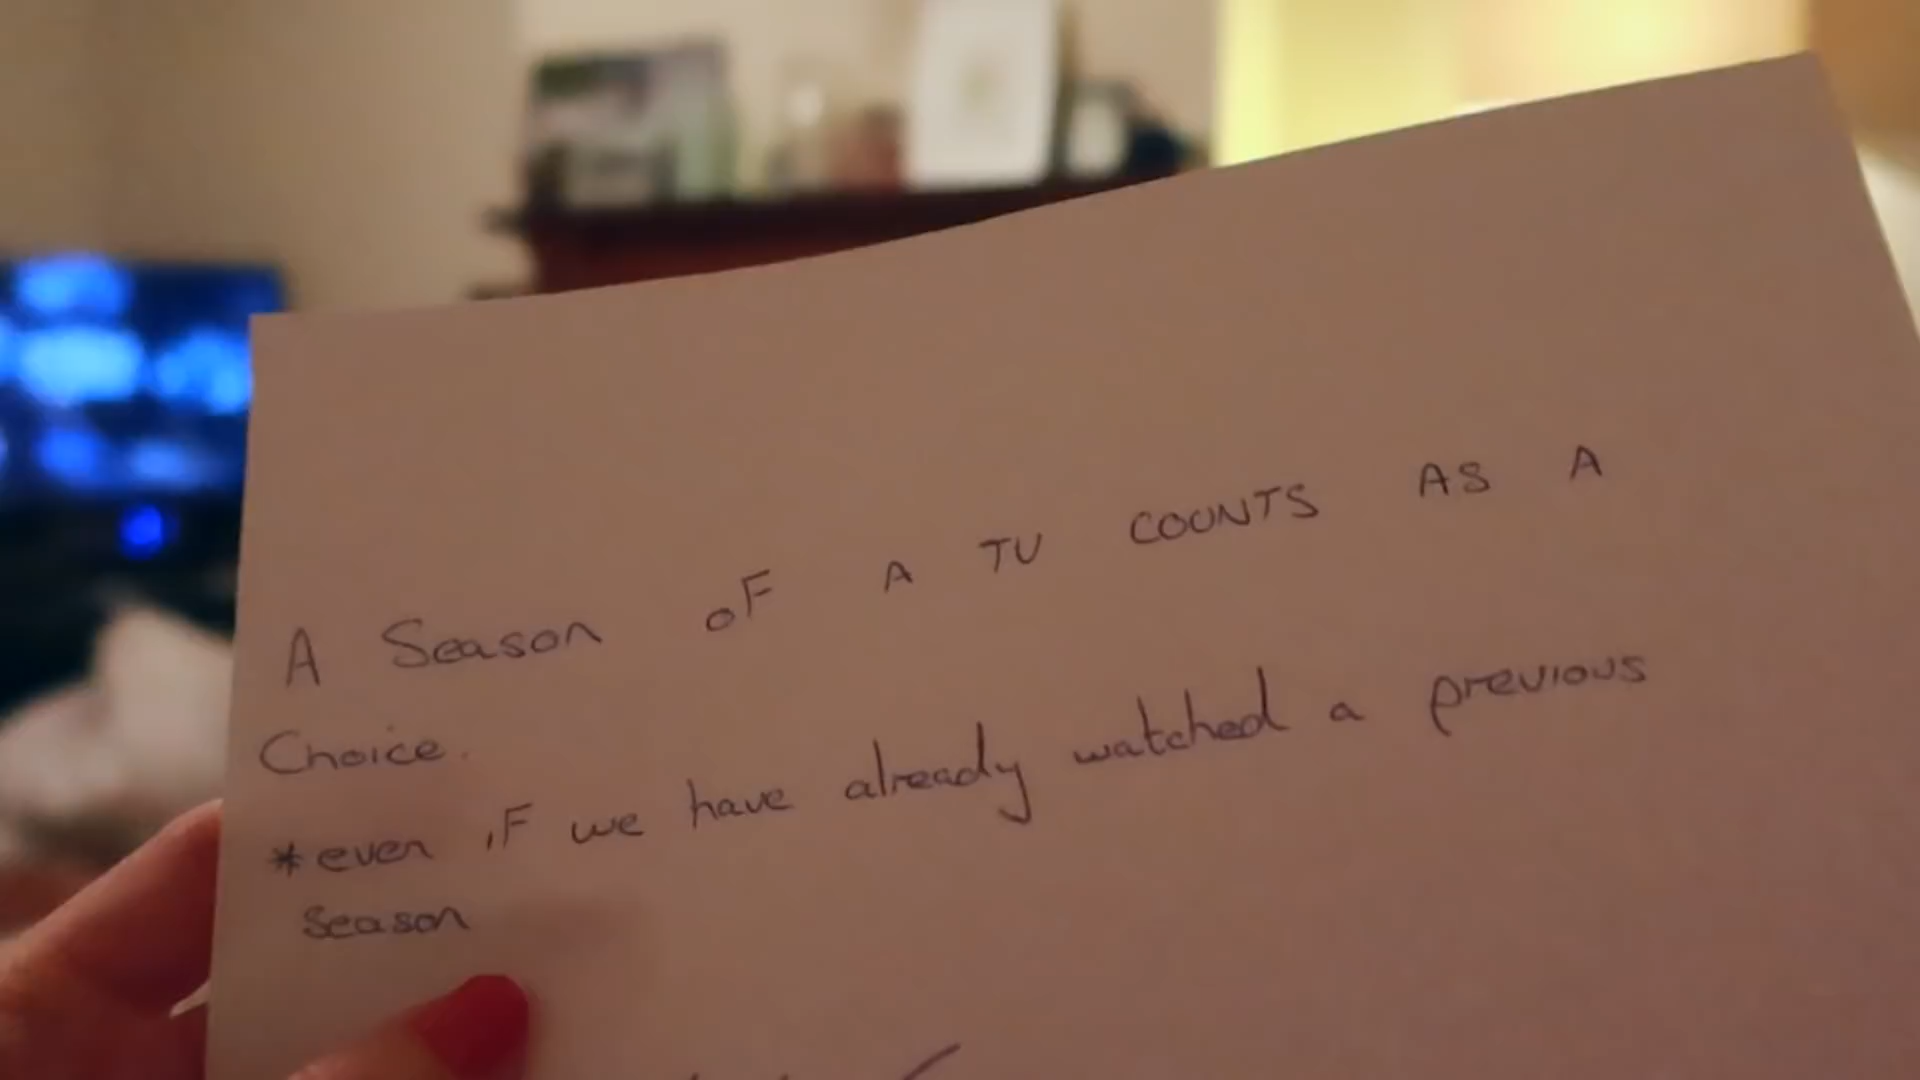 A Season oF A TV COUNTS AS A
Choice.
*even iF we have already watched a previous
Season